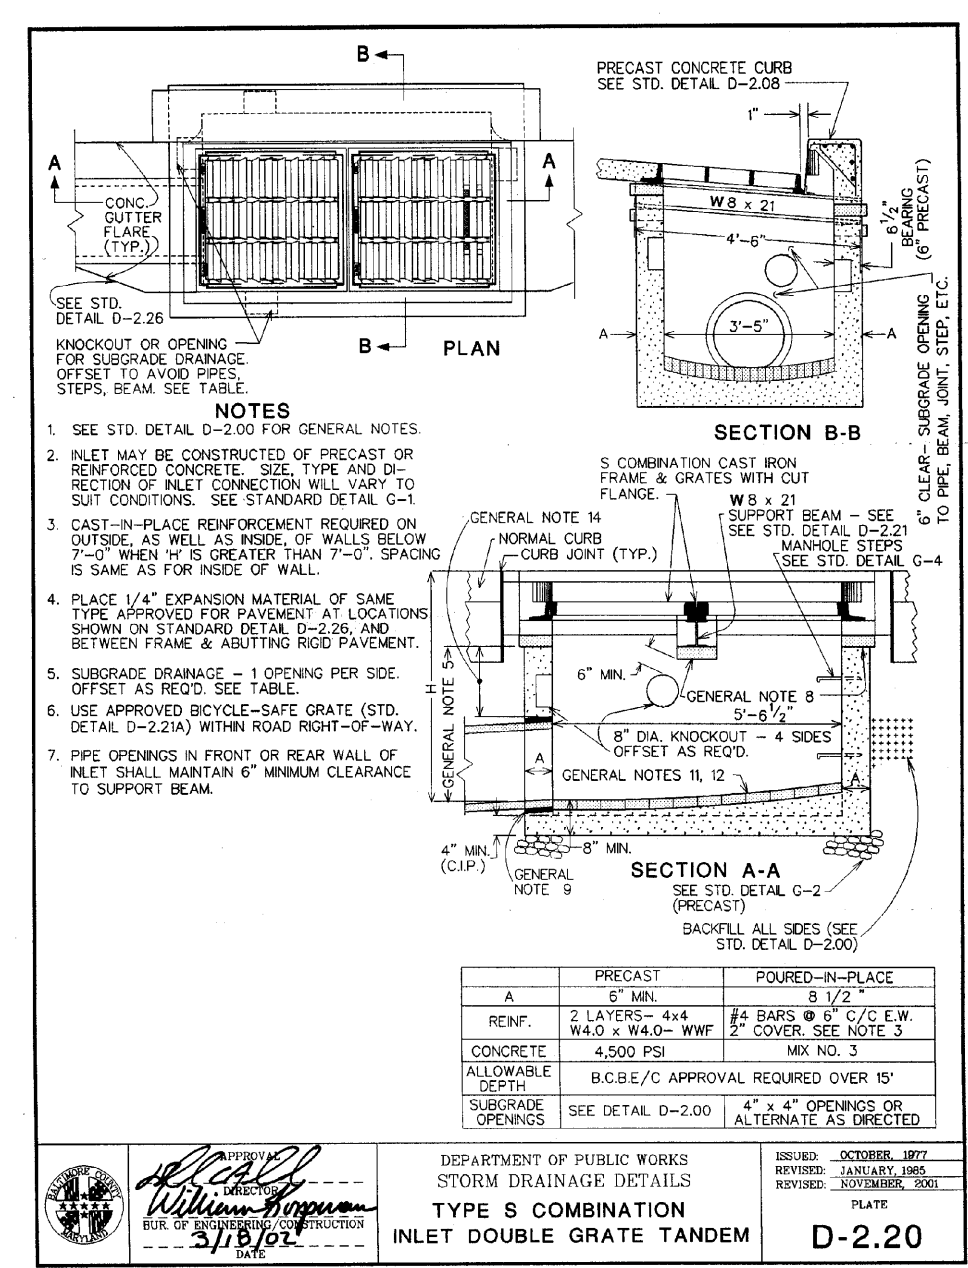 B
B
A
A
CONC.
GUTTER
FLARE
(TYP.)
SEE STD.
DETAIL D-2.26
KNOCKOUT OR OPENING
FOR SUBGRADE DRAINAGE.
OFFSET TO AVOID PIPES,
STEPS, BEAM. SEE TABLE.
PLAN
PRECAST CONCRETE CURB
SEE STD. DETAIL D-2.08
1"
W 8 x 21
4'-6"
3'-5"
A
A
6 1/2"
BEARING
(6" PRECAST)
6" CLEAR- SUBGRADE OPENING
TO PIPE, BEAM, JOINT, STEP, ETC.
SECTION B-B
NOTES
1. SEE STD. DETAIL D-2.00 FOR GENERAL NOTES.
2. INLET MAY BE CONSTRUCTED OF PRECAST OR
REINFORCED CONCRETE. SIZE, TYPE AND DI-
RECTION OF INLET CONNECTION WILL VARY TO
SUIT CONDITIONS. SEE STANDARD DETAIL G-1.
3. CAST-IN-PLACE REINFORCEMENT REQUIRED ON
OUTSIDE, AS WELL AS INSIDE, OF WALLS BELOW
7'-0" WHEN 'H' IS GREATER THAN 7'-0". SPACING
IS SAME AS FOR INSIDE OF WALL.
4. PLACE 1/4" EXPANSION MATERIAL OF SAME
TYPE APPROVED FOR PAVEMENT AT LOCATIONS
SHOWN ON STANDARD DETAIL D-2.26, AND
BETWEEN FRAME & ABUTTING RIGID PAVEMENT.
5. SUBGRADE DRAINAGE - 1 OPENING PER SIDE.
OFFSET AS REQ'D. SEE TABLE.
6. USE APPROVED BICYCLE-SAFE GRATE (STD.
DETAIL D-2.21A) WITHIN ROAD RIGHT-OF-WAY.
7. PIPE OPENINGS IN FRONT OR REAR WALL OF
INLET SHALL MAINTAIN 6" MINIMUM CLEARANCE
TO SUPPORT BEAM.
S COMBINATION CAST IRON
FRAME & GRATES WITH CUT
FLANGE.
W 8 x 21
SUPPORT BEAM - SEE
SEE STD. DETAIL D-2.21
MANHOLE STEPS
SEE STD. DETAIL G-4
GENERAL NOTE 14
NORMAL CURB
CURB JOINT (TYP.)
H
GENERAL NOTE 5
6" MIN.
GENERAL NOTE 8
5'-6 1/2"
8" DIA. KNOCKOUT - 4 SIDES
OFFSET AS REQ'D.
A
GENERAL NOTES 11, 12
A
4" MIN.
(C.I.P.)
8" MIN.
GENERAL
NOTE 9
SECTION A-A
SEE STD. DETAIL G-2
(PRECAST)
BACKFILL ALL SIDES (SEE
STD. DETAIL D-2.00)
PRECAST POURED-IN-PLACE
A 6" MIN. 8 1/2 "
REINF. 2 LAYERS- 4x4 W4.0 x W4.0- WWF #4 BARS @ 6" C/C E.W. 2" COVER. SEE NOTE 3
CONCRETE 4,500 PSI MIX NO. 3
ALLOWABLE DEPTH B.C.B.E/C APPROVAL REQUIRED OVER 15'
SUBGRADE OPENINGS SEE DETAIL D-2.00 4" x 4" OPENINGS OR ALTERNATE AS DIRECTED
BALTIMORE COUNTY
MARYLAND
APPROVAL
DIRECTOR
William
BUR. OF ENGINEERING/CONSTRUCTION
3/18/02
DATE
DEPARTMENT OF PUBLIC WORKS
STORM DRAINAGE DETAILS
TYPE S COMBINATION
INLET DOUBLE GRATE TANDEM
ISSUED: OCTOBER, 1977
REVISED: JANUARY, 1985
REVISED: NOVEMBER, 2001
PLATE
D-2.20